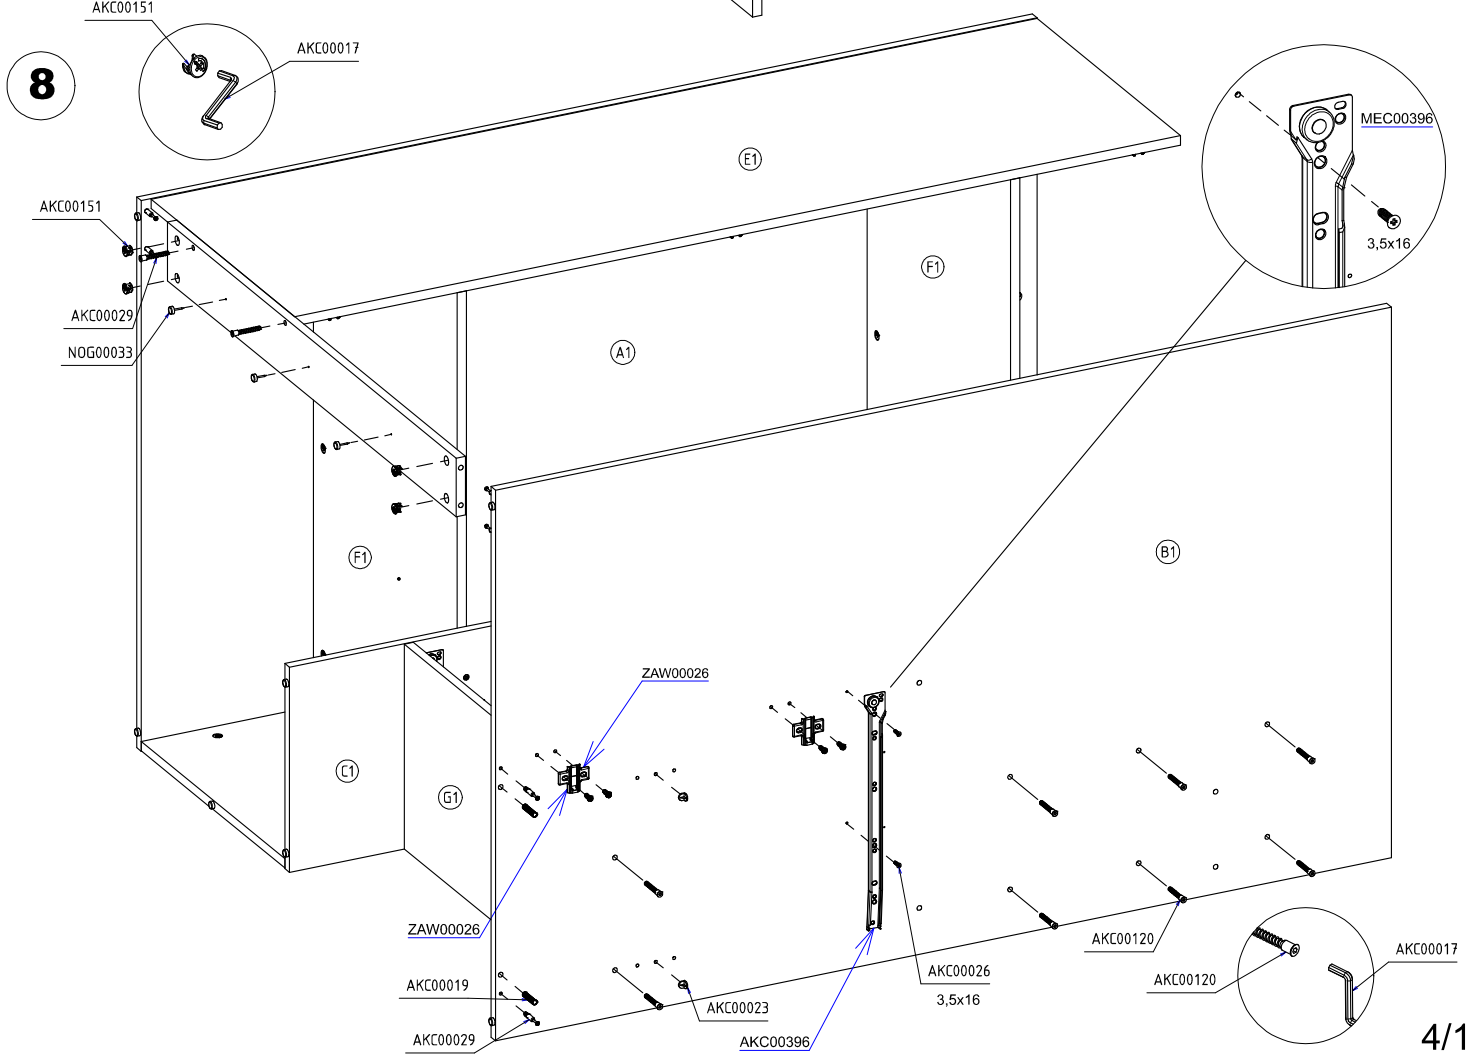 AKC00151
AKC00017
8
E1
MEC00396
3,5x16
AKC00151
F1
AKC00029
NOG00033
A1
F1
B1
ZAW00026
C1
G1
ZAW00026
AKC00120
AKC00017
AKC00026
3,5x16
AKC00120
AKC00019
AKC00023
AKC00029
AKC00396
4/1